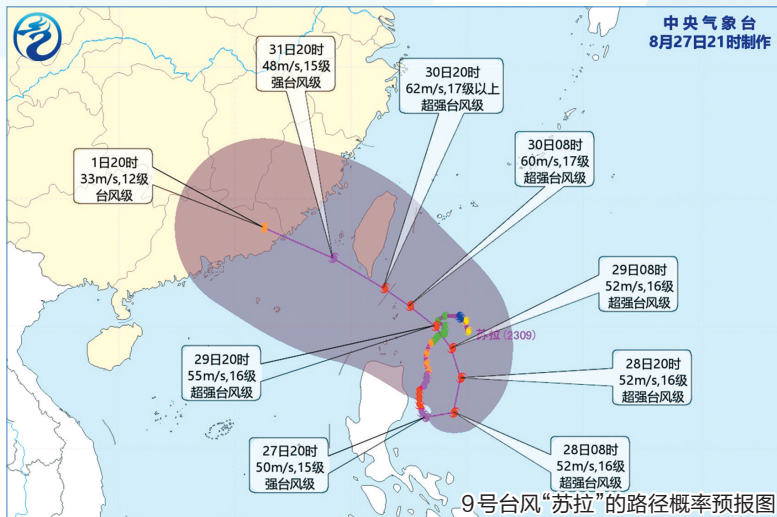 中央气象台
8月27日21时制作
31日20时
48m/s,15级
强台风级
30日20时
62m/s,17级以上
超强台风级
30日08时
60m/s,17级
超强台风级
1日20时
33m/s,12级
台风级
29日08时
52m/s,16级
超强台风级
苏拉(2309)
29日20时
55m/s,16级
超强台风级
28日20时
52m/s,16级
超强台风级
27日20时
50m/s,15级
强台风级
28日08时
52m/s,16级
超强台风级
9号台风“苏拉”的路径概率预报图